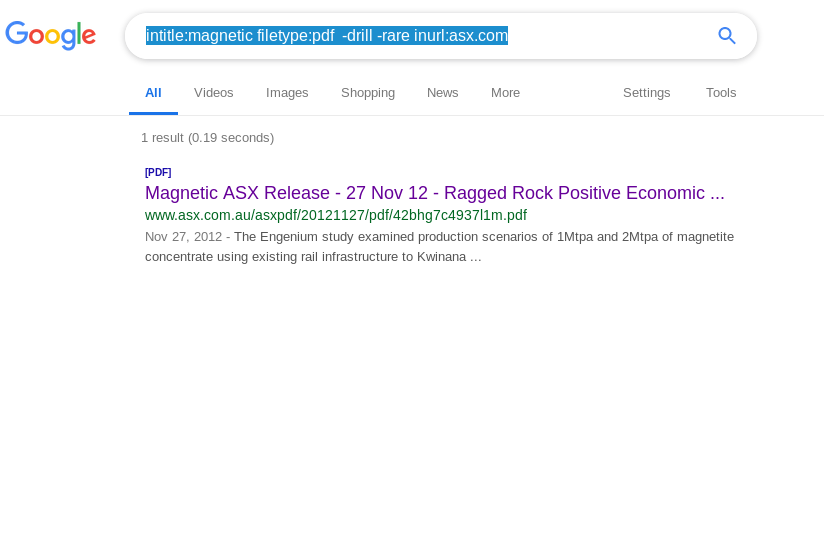 Google
intitle:magnetic filetype:pdf  -drill -rare inurl:asx.com
All Videos Images Shopping News More Settings Tools
1 result (0.19 seconds)
[PDF]
Magnetic ASX Release - 27 Nov 12 - Ragged Rock Positive Economic ...
www.asx.com.au/asxpdf/20121127/pdf/42bhg7c4937l1m.pdf
Nov 27, 2012 - The Engenium study examined production scenarios of 1Mtpa and 2Mtpa of magnetite
concentrate using existing rail infrastructure to Kwinana ...